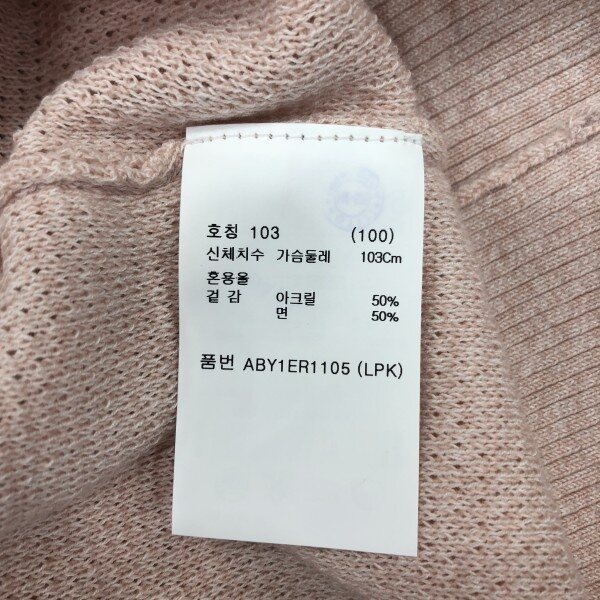 호칭 103 (100)
신체치수 가슴둘레 103Cm
혼용율
겉 감 아크릴 50%
면 50%
품번 ABY1ER1105 (LPK)